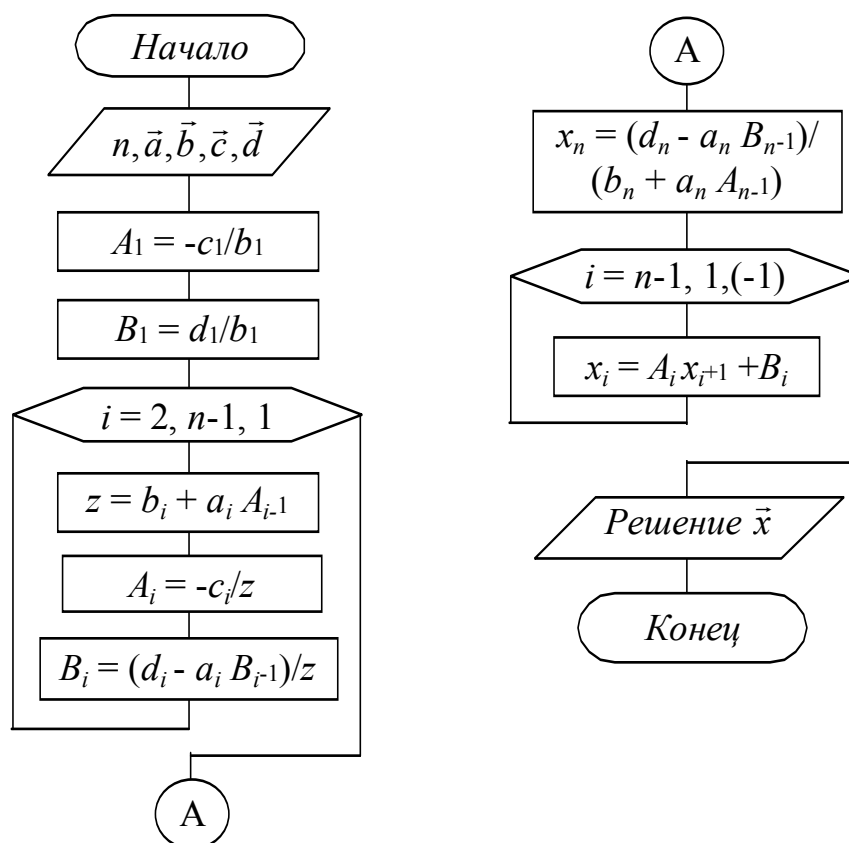 Начало
n, a⃗, b⃗, c⃗, d⃗
A₁ = -c₁/b₁
B₁ = d₁/b₁
i = 2, n-1, 1
z = bᵢ + aᵢ Aᵢ₋₁
Aᵢ = -cᵢ/z
Bᵢ = (dᵢ - aᵢ Bᵢ₋₁)/z
А
А
xₙ = (dₙ - aₙ Bₙ₋₁)/
(bₙ + aₙ Aₙ₋₁)
i = n-1, 1,(-1)
xᵢ = Aᵢ xᵢ₊₁ +Bᵢ
Решение x⃗
Конец